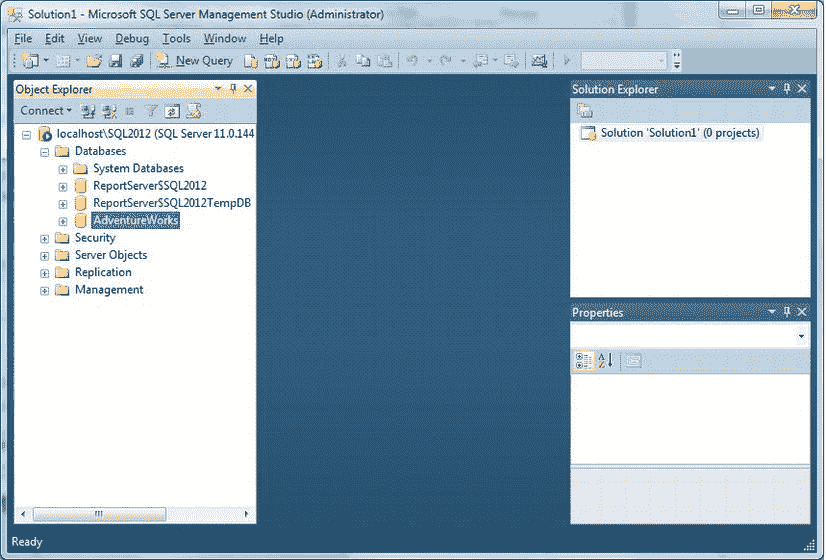 Solution1 - Microsoft SQL Server Management Studio (Administrator)
File Edit View Debug Tools Window Help
New Query
Object Explorer
Connect
localhost\SQL2012 (SQL Server 11.0.144
Databases
System Databases
ReportServer$SQL2012
ReportServer$SQL2012TempDB
AdventureWorks
Security
Server Objects
Replication
Management
Solution Explorer
Solution 'Solution1' (0 projects)
Properties
Ready